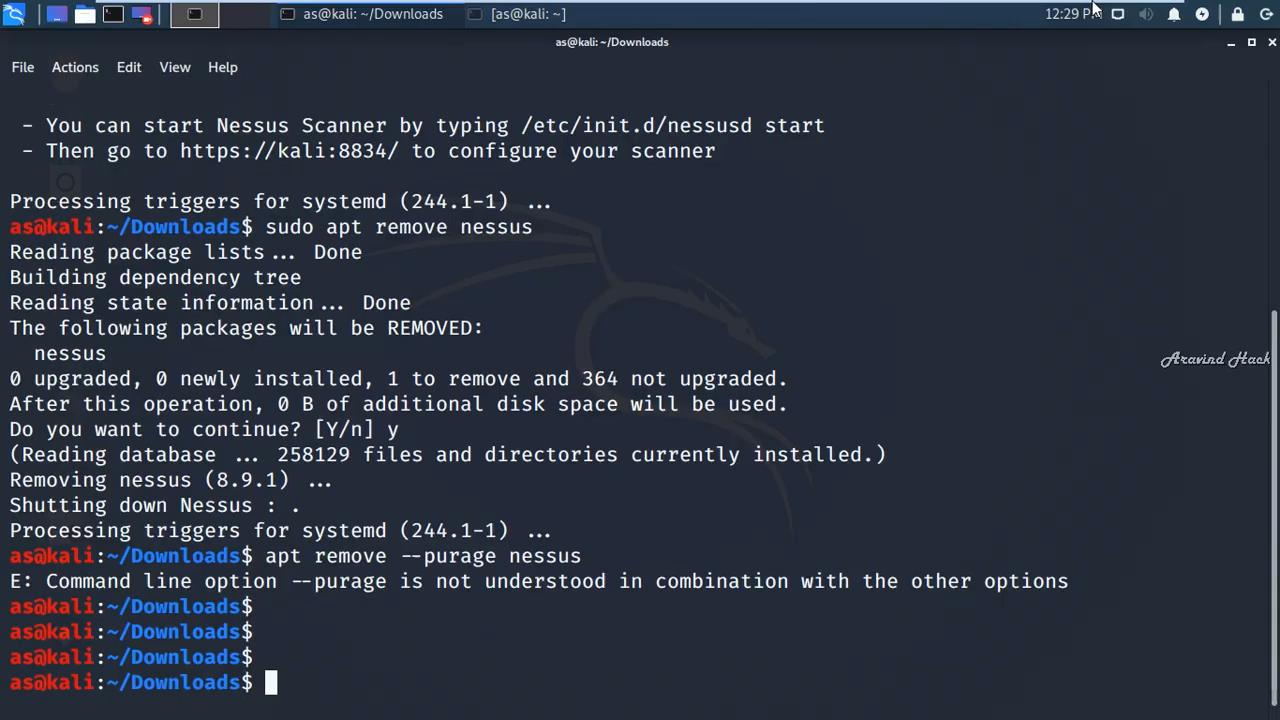 as@kali: ~/Downloads
[as@kali: ~]
12:29 P
as@kali: ~/Downloads
File Actions Edit View Help
- You can start Nessus Scanner by typing /etc/init.d/nessusd start
- Then go to https://kali:8834/ to configure your scanner
Processing triggers for systemd (244.1-1) ...
as@kali:~/Downloads$ sudo apt remove nessus
Reading package lists... Done
Building dependency tree
Reading state information... Done
The following packages will be REMOVED:
nessus
Aravind Hack
0 upgraded, 0 newly installed, 1 to remove and 364 not upgraded.
After this operation, 0 B of additional disk space will be used.
Do you want to continue? [Y/n] y
(Reading database ... 258129 files and directories currently installed.)
Removing nessus (8.9.1) ...
Shutting down Nessus : .
Processing triggers for systemd (244.1-1) ...
as@kali:~/Downloads$ apt remove --purage nessus
E: Command line option --purage is not understood in combination with the other options
as@kali:~/Downloads$
as@kali:~/Downloads$
as@kali:~/Downloads$
as@kali:~/Downloads$